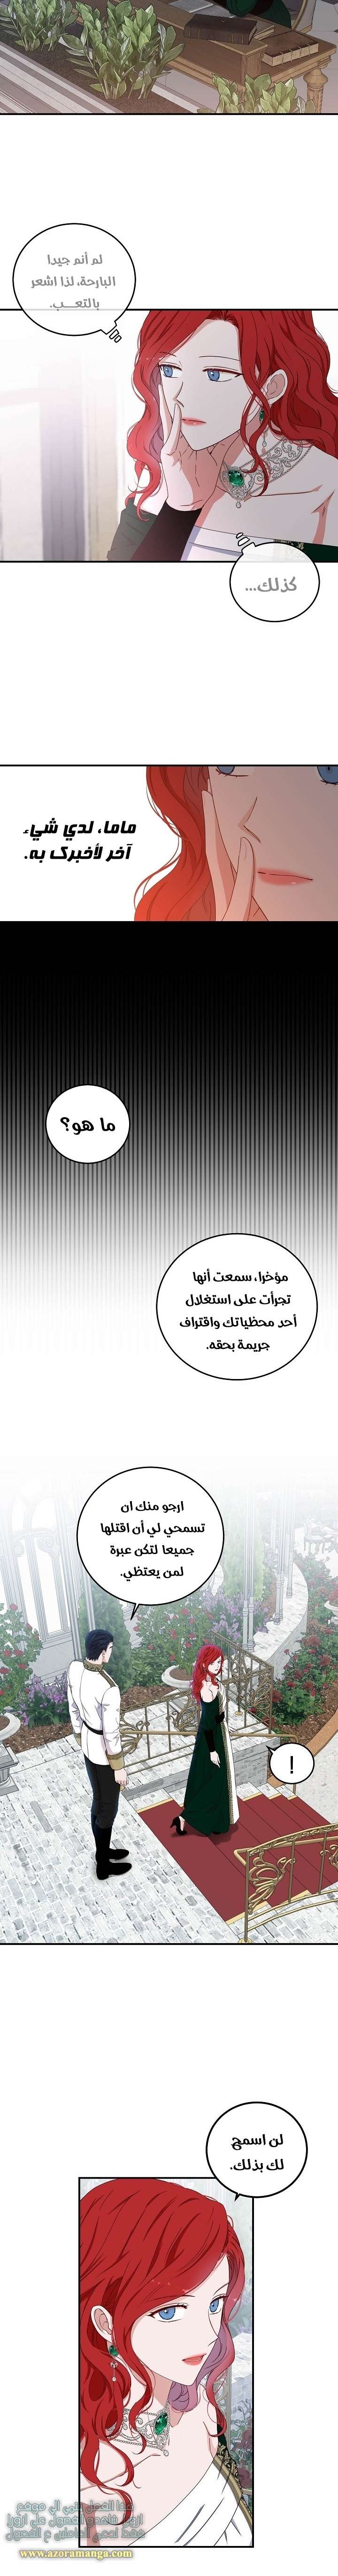 لم أنم جيدا
البارحة، لذا اشعر
بالتعـــب.
كذلك...
ماما، لدي شيء
آخر لأخبرك به.
ما هو؟
مؤخرا، سمعت أنها
تجرأت على استغلال
أحد محظياتك واقتراف
جريمة بحقه.
ارجو منك ان
تسمحي لي أن اقتلها
جميعا لتكن عبرة
لمن يعتظي.
!
لن اسمح
لك بذلك.
www.azoramanga.com